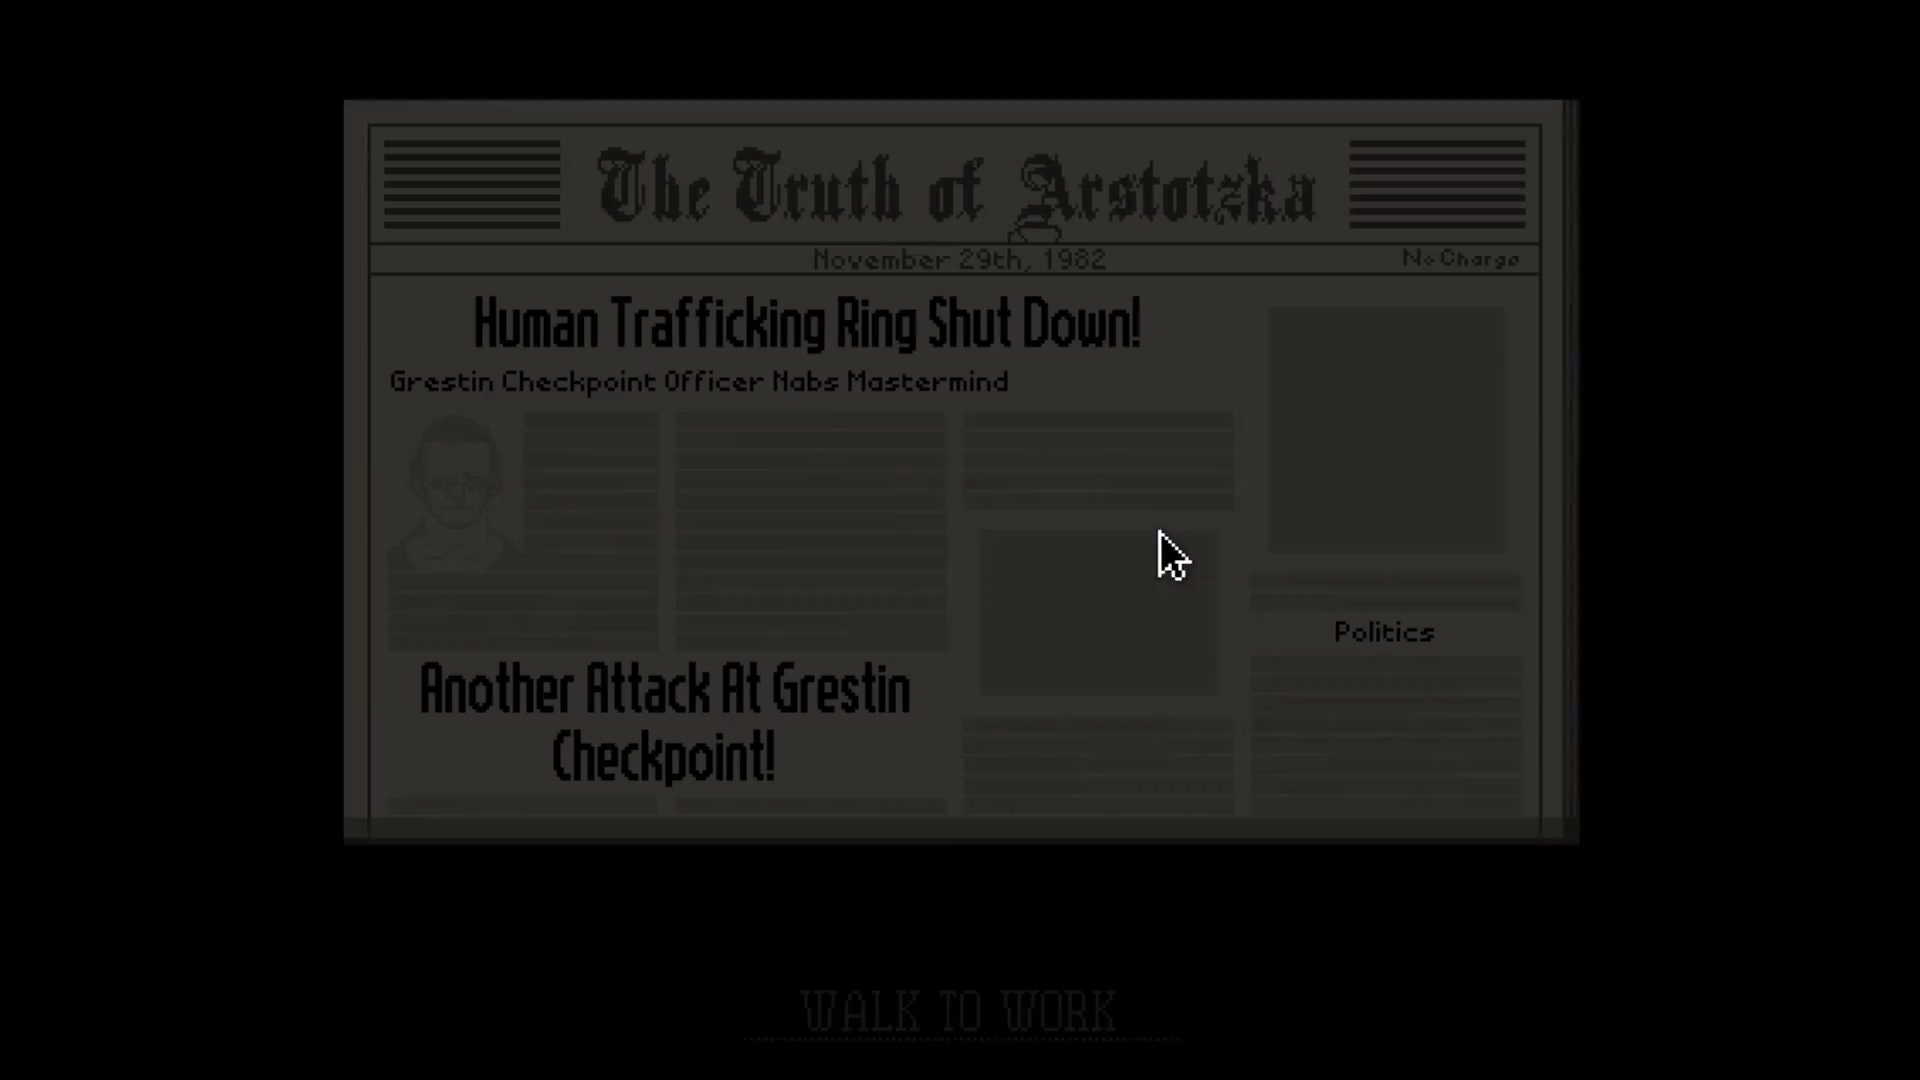 The Truth of Arstotzka
November 29th, 1982
No Charge
Human Trafficking Ring Shut Down!
Grestin Checkpoint Officer Nabs Mastermind
Another Attack At Grestin
Checkpoint!
Politics
WALK TO WORK